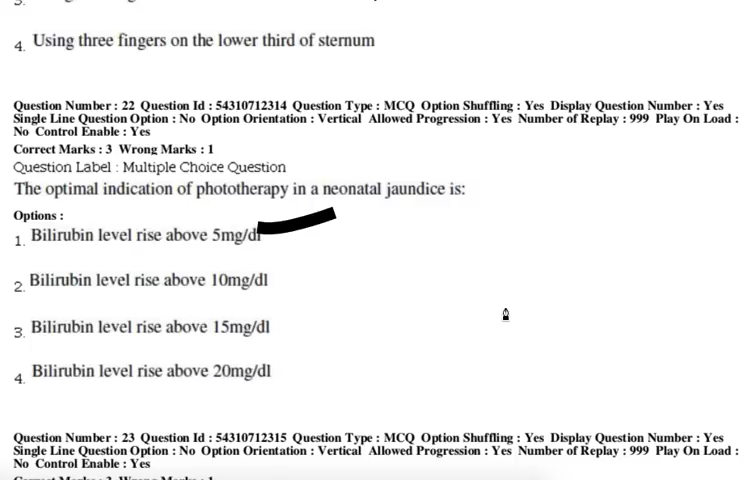 4. Using three fingers on the lower third of sternum
Question Number : 22 Question Id : 54310712314 Question Type : MCQ Option Shuffling : Yes Display Question Number : Yes
Single Line Question Option : No Option Orientation : Vertical Allowed Progression : Yes Number of Replay : 999 Play On Load :
No Control Enable : Yes
Correct Marks : 3 Wrong Marks : 1
Question Label : Multiple Choice Question
The optimal indication of phototherapy in a neonatal jaundice is:
Options :
1. Bilirubin level rise above 5mg/dl
2. Bilirubin level rise above 10mg/dl
3. Bilirubin level rise above 15mg/dl
4. Bilirubin level rise above 20mg/dl
Question Number : 23 Question Id : 54310712315 Question Type : MCQ Option Shuffling : Yes Display Question Number : Yes
Single Line Question Option : No Option Orientation : Vertical Allowed Progression : Yes Number of Replay : 999 Play On Load :
No Control Enable : Yes